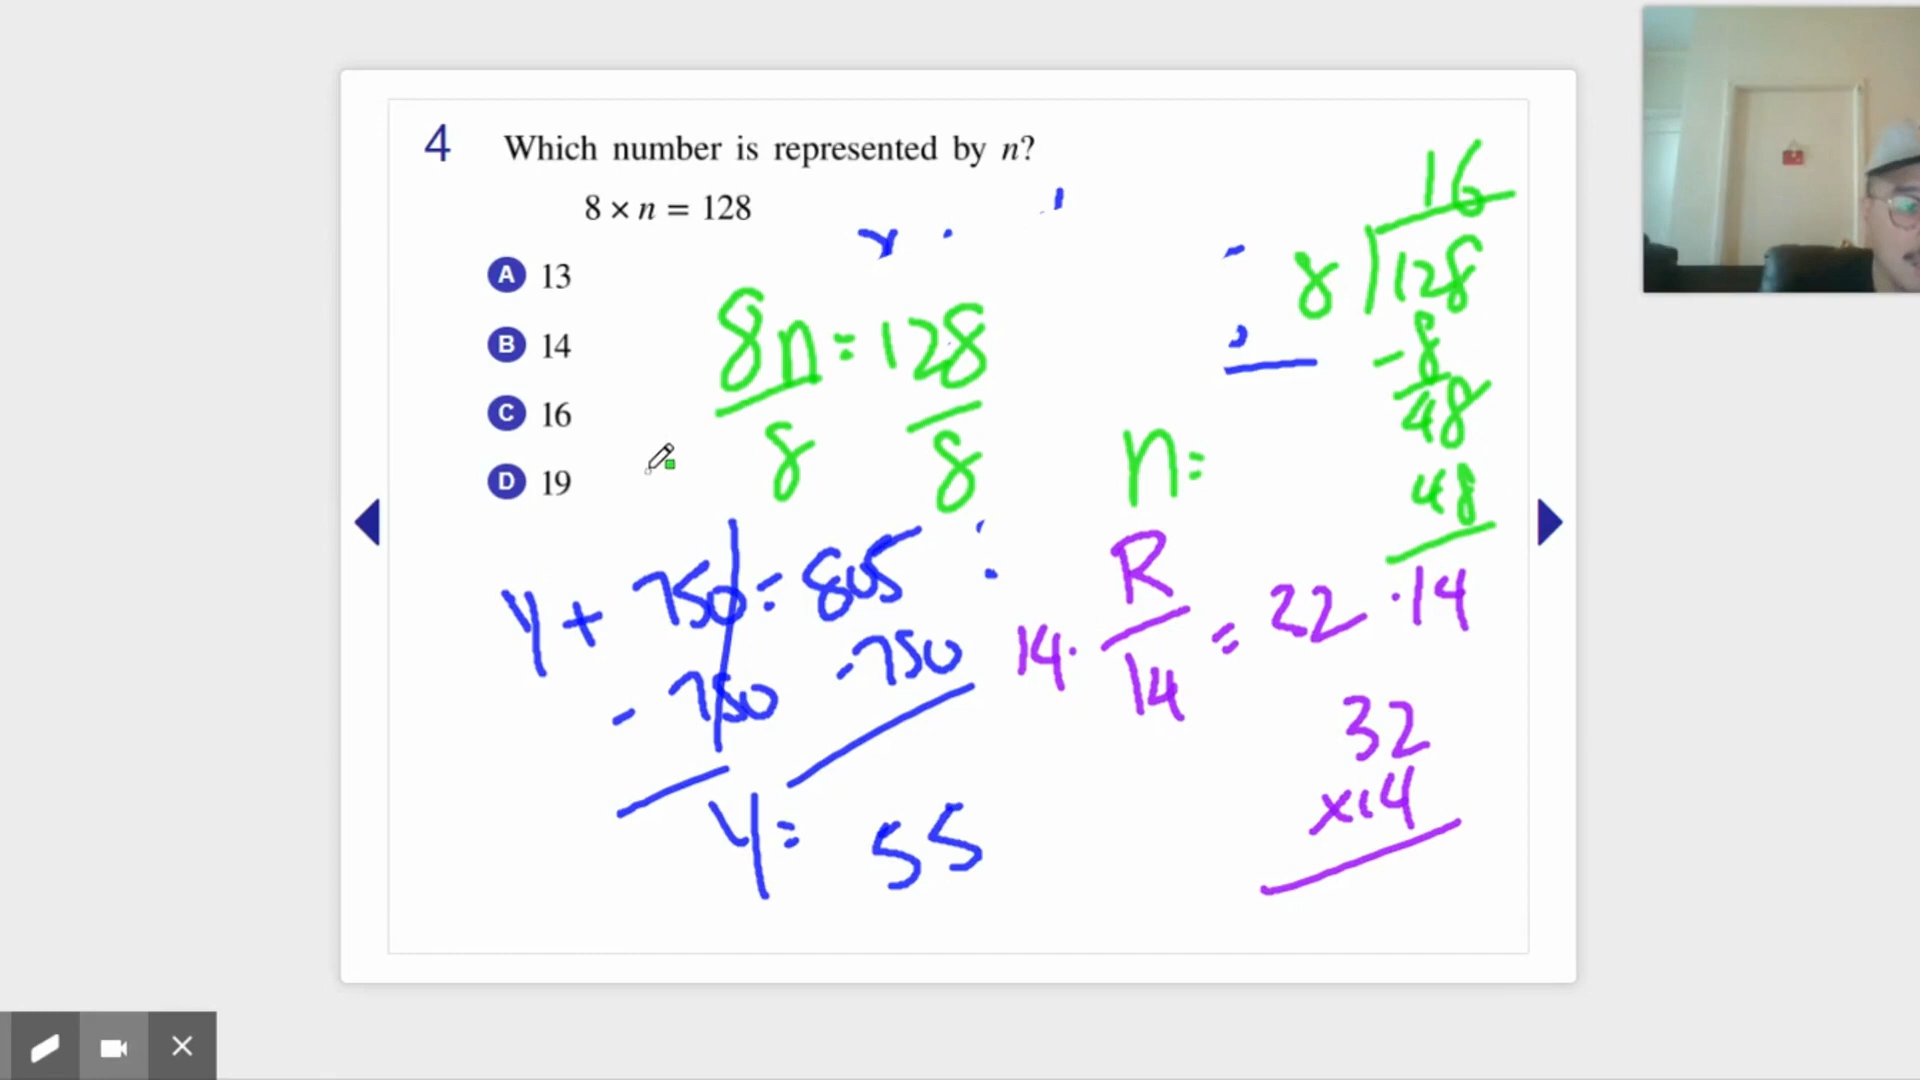 4 Which number is represented by n?
8 × n = 128
A 13
B 14
C 16
D 19
8n = 128
8 8
n =
16
8 128
- 8
48
48
y + 750 = 805
- 750 - 750
y = 55
14 · R = 22 · 14
14
32
x 14